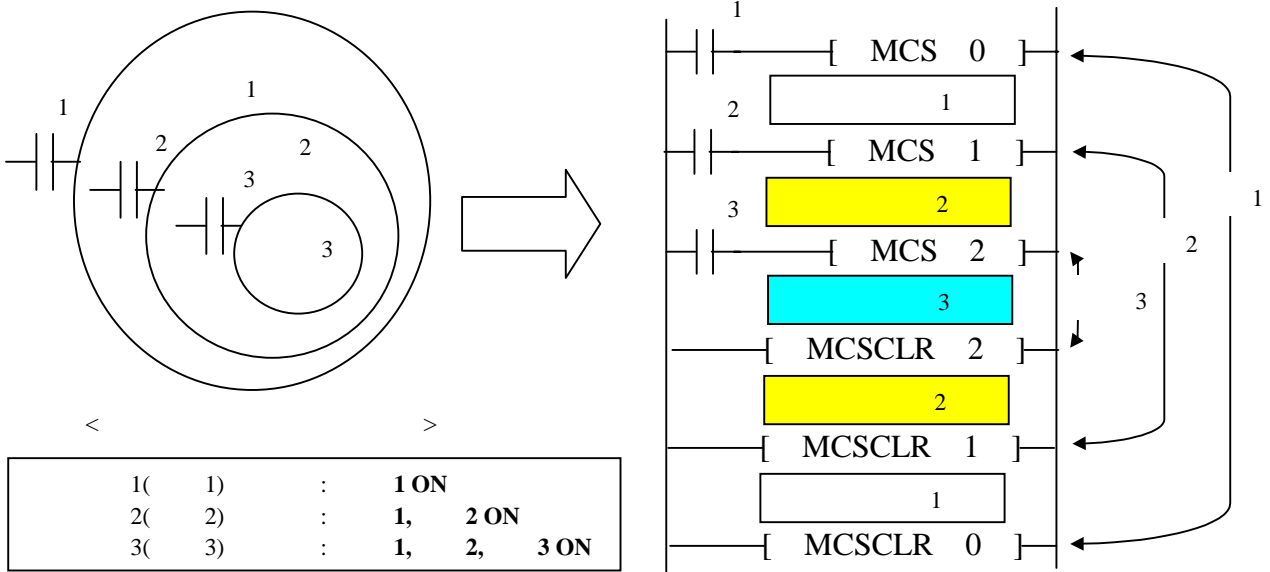 1
1
2
2
3
3
< >
1( 1) : 1 ON
2( 2) : 1, 2 ON
3( 3) : 1, 2, 3 ON
1
[ MCS 0 ]
1
2
[ MCS 1 ]
2
3
[ MCS 2 ]
3
[ MCSCLR 2 ]
2
[ MCSCLR 1 ]
1
[ MCSCLR 0 ]
1
2
3